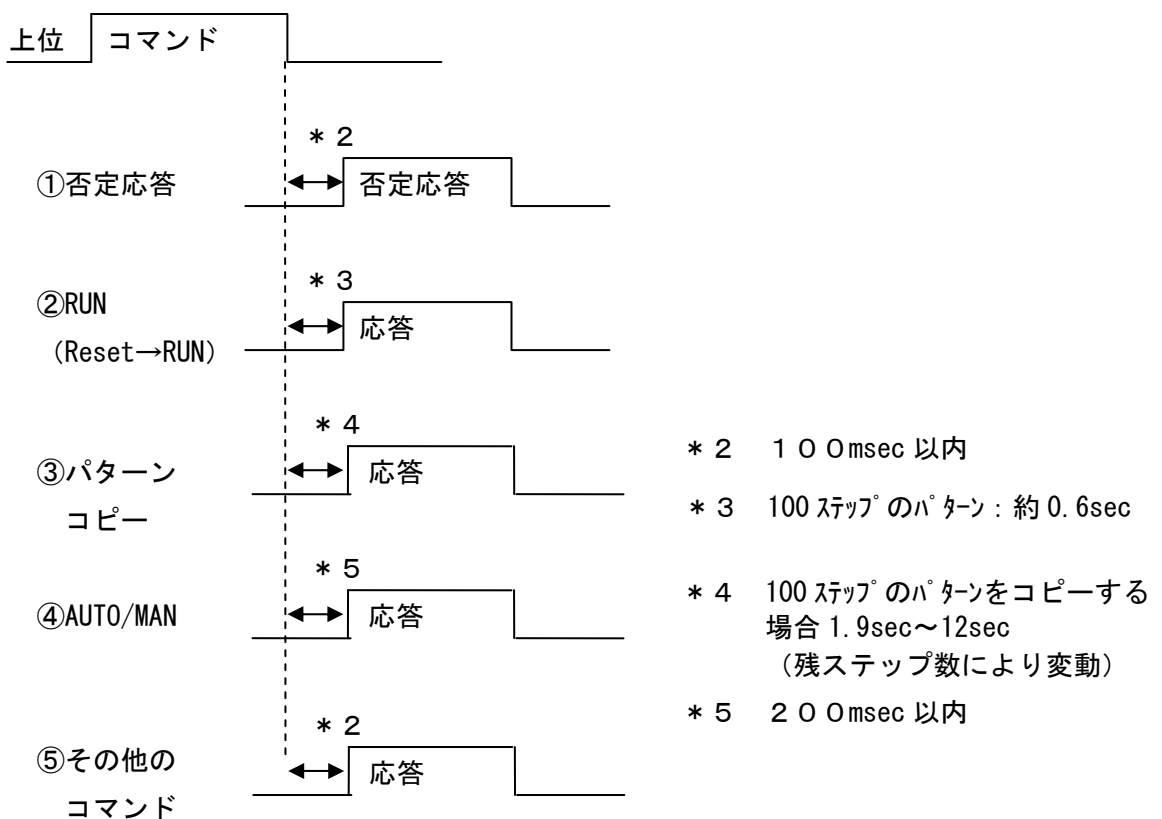 上位 コマンド
＊2
①否定応答 否定応答
＊3
②RUN
(Reset→RUN) 応答
＊4
③パターン
コピー 応答
＊5
④AUTO/MAN 応答
＊2
⑤その他の
コマンド 応答
＊2 １００msec 以内
＊3 100 ｽﾃｯﾌﾟのﾊﾟﾀｰﾝ：約 0.6sec
＊4 100 ｽﾃｯﾌﾟのﾊﾟﾀｰﾝをコピーする
場合 1.9sec～12sec
（残ステップ数により変動）
＊5 ２００msec 以内